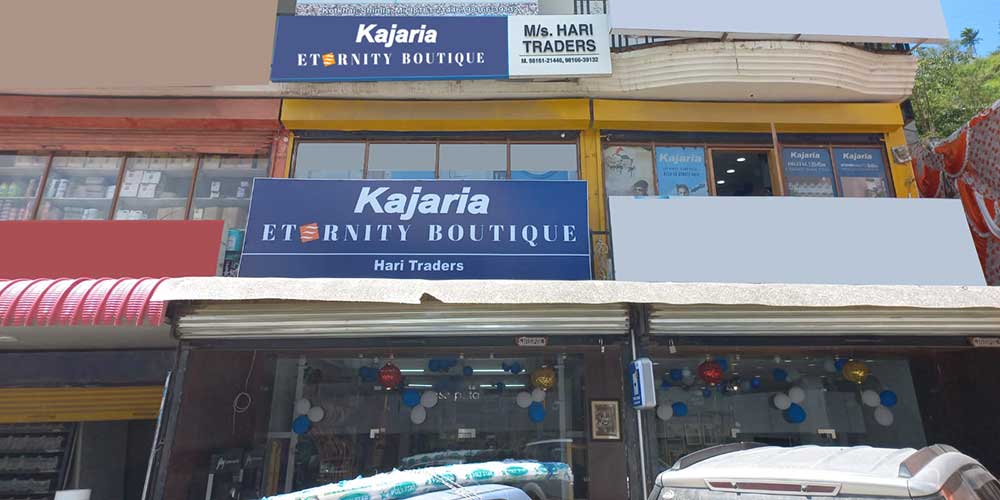 Kajaria
ETERNITY BOUTIQUE
M/s. HARI
TRADERS
M. 98161-21446, 98166-39132
Kajaria
ETERNITY BOUTIQUE
Hari Traders
Kajaria
Kajaria
Kajaria